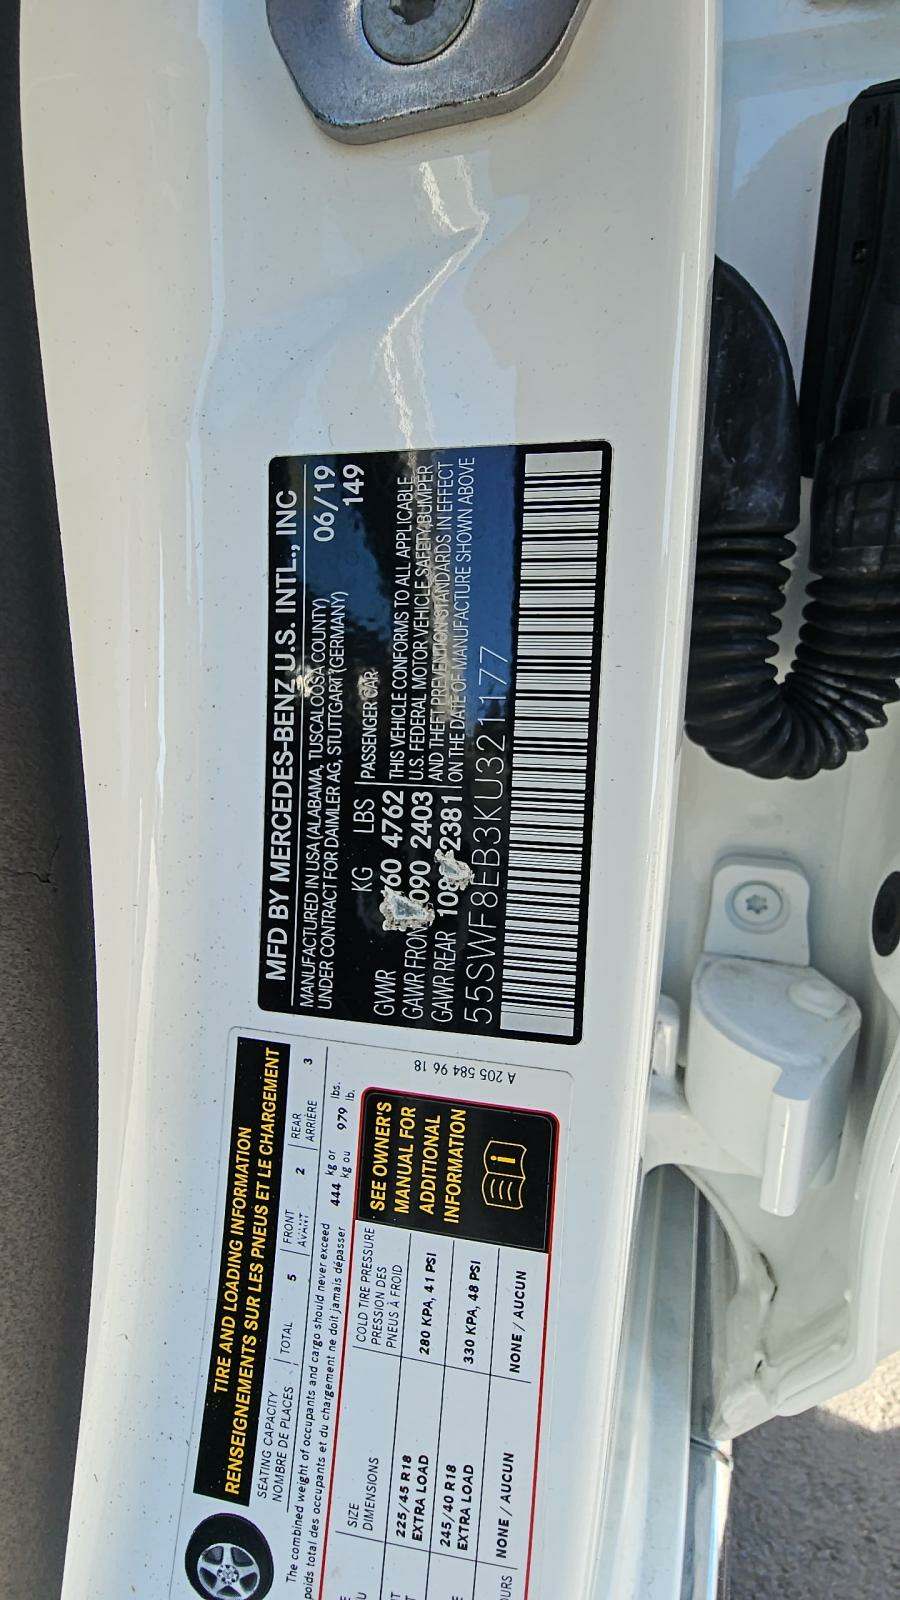 MFD BY MERCEDES-BENZ U.S. INTL., INC
MANUFACTURED IN USA (ALABAMA, TUSCALOOSA COUNTY) 06/19
UNDER CONTRACT FOR DAIMLER AG, STUTTGART (GERMANY) 149
KG LBS PASSENGER CAR
GVWR 4762 THIS VEHICLE CONFORMS TO ALL APPLICABLE
GAWR 2403 U.S. FEDERAL MOTOR VEHICLE SAFETY, BUMPER
GAWR REAR 2381 AND THEFT PREVENTION STANDARDS IN EFFECT
ON THE DATE OF MANUFACTURE SHOWN ABOVE
55SWF8EB3KU321177
A 205 584 96 18
TIRE AND LOADING INFORMATION
RENSEIGNEMENTS SUR LES PNEUS ET LE CHARGEMENT
SEATING CAPACITY
NOMBRE DE PLACES
TOTAL 5
FRONT
AVANT
2
REAR
ARRIÈRE
3
The combined weight of occupants and cargo should never exceed
poids total des occupants et du chargement ne doit jamais dépasser
444 kg or
kg ou
979 lbs.
lb.
SIZE
DIMENSIONS
COLD TIRE PRESSURE
PRESSION DES
PNEUS À FROID
225/45 R18
EXTRA LOAD
280 KPA, 41 PSI
245/40 R18
EXTRA LOAD
330 KPA, 48 PSI
NONE / AUCUN
NONE / AUCUN
SEE OWNER'S
MANUAL FOR
ADDITIONAL
INFORMATION